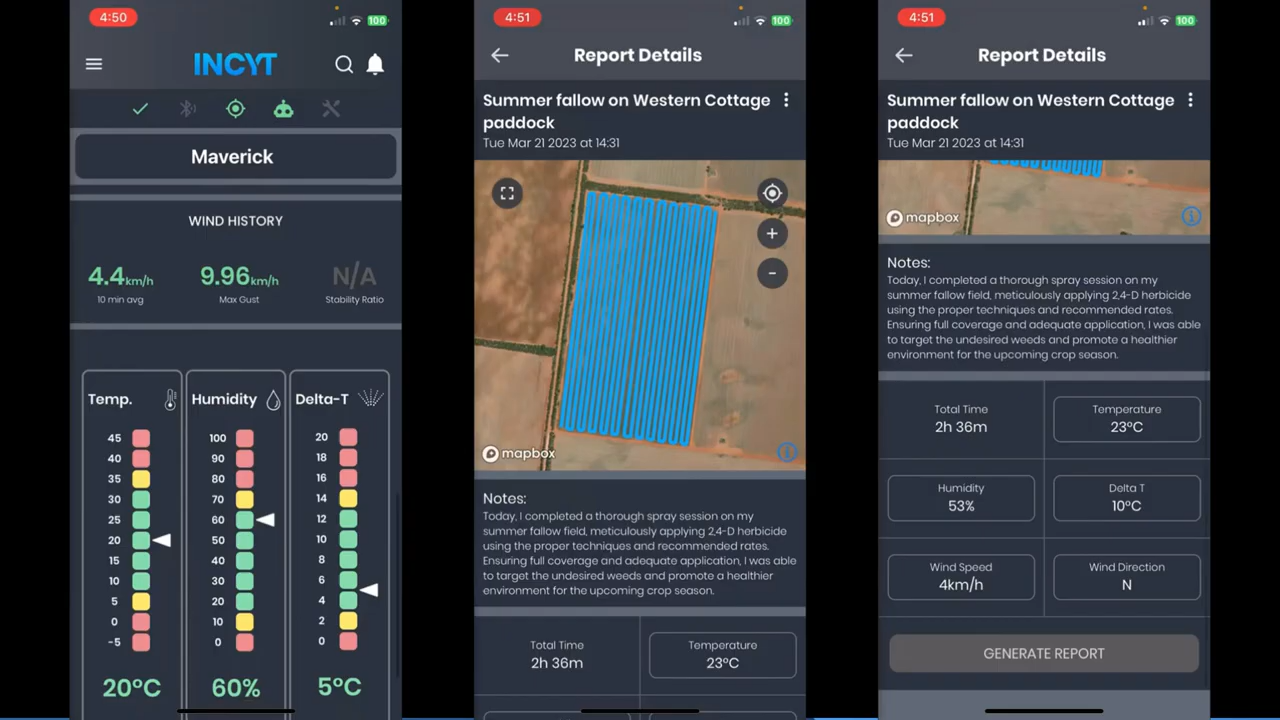 4:50
100
INCYT
Maverick
WIND HISTORY
4.4km/h
9.96km/h
N/A
10 min avg
Max Gust
Stability Ratio
Temp.
45
40
35
30
25
20
15
10
5
0
-5
20°C
Humidity
100
90
80
70
60
50
40
30
20
10
0
60%
Delta-T
20
18
16
14
12
10
8
6
4
2
0
5°C
4:51
100
Report Details
Summer fallow on Western Cottage
paddock
Tue Mar 21 2023 at 14:31
mapbox
Notes:
Today, I completed a thorough spray session on my
summer fallow field, meticulously applying 2,4-D herbicide
using the proper techniques and recommended rates.
Ensuring full coverage and adequate application, I was able
to target the undesired weeds and promote a healthier
environment for the upcoming crop season.
Total Time
2h 36m
Temperature
23°C
4:51
100
Report Details
Summer fallow on Western Cottage
paddock
Tue Mar 21 2023 at 14:31
mapbox
Notes:
Today, I completed a thorough spray session on my
summer fallow field, meticulously applying 2,4-D herbicide
using the proper techniques and recommended rates.
Ensuring full coverage and adequate application, I was able
to target the undesired weeds and promote a healthier
environment for the upcoming crop season.
Total Time
2h 36m
Temperature
23°C
Humidity
53%
Delta T
10°C
Wind Speed
4km/h
Wind Direction
N
GENERATE REPORT